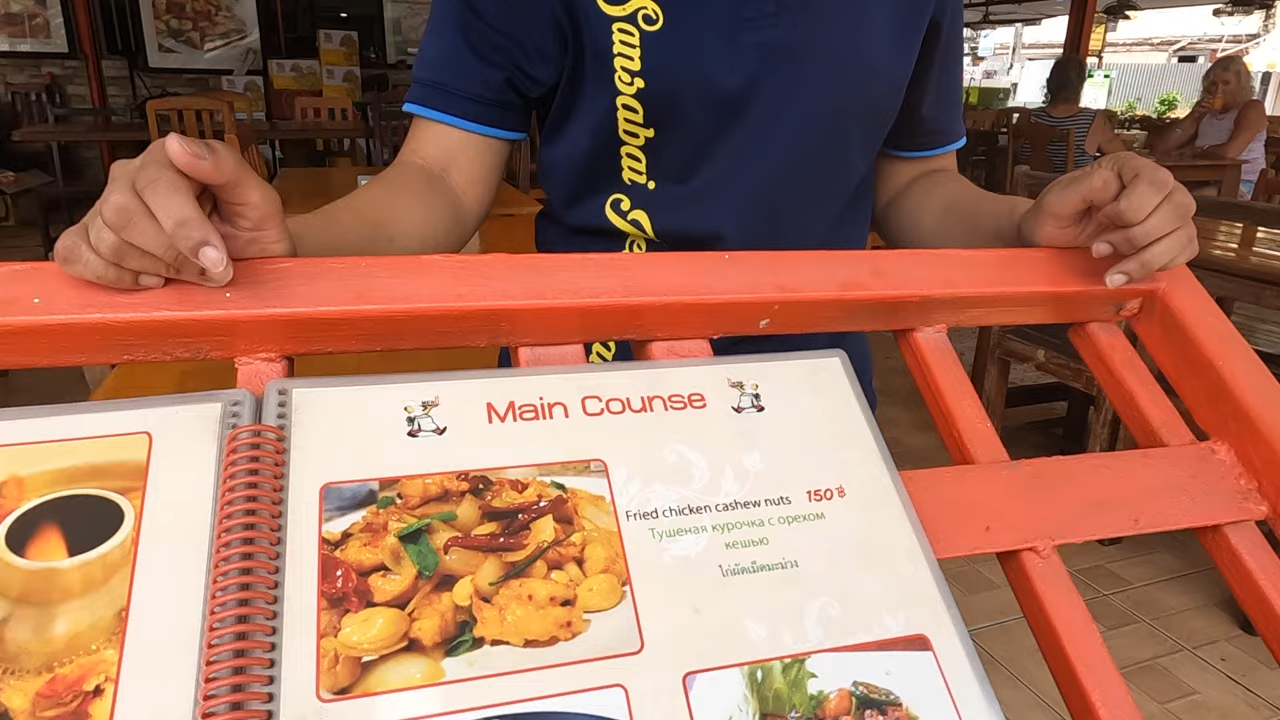 Sansabai
Main Counse
Fried chicken cashew nuts 150 ฿
Тушеная курочка с орехом
кешью
ไก่ผัดเม็ดมะม่วง